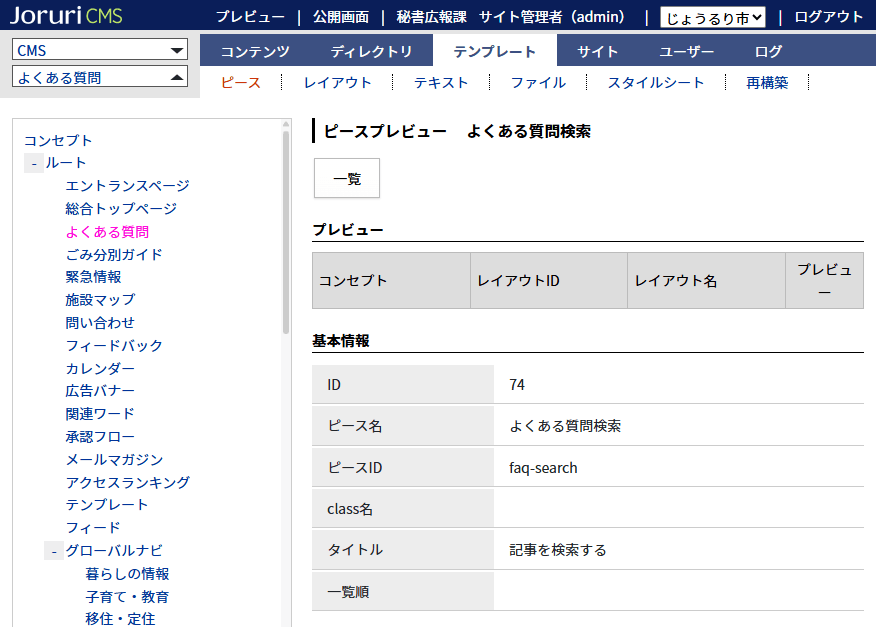 Joruri CMS プレビュー | 公開画面 | 秘書広報課 サイト管理者（admin） | じょうるり市 | ログアウト
CMS
よくある質問
コンテンツ ディレクトリ テンプレート サイト ユーザー ログ
ピース レイアウト テキスト ファイル スタイルシート 再構築
コンセプト
- ルート
エントランスページ
総合トップページ
よくある質問
ごみ分別ガイド
緊急情報
施設マップ
問い合わせ
フィードバック
カレンダー
広告バナー
関連ワード
承認フロー
メールマガジン
アクセスランキング
テンプレート
フィード
- グローバルナビ
暮らしの情報
子育て・教育
移住・定住
ピースプレビュー よくある質問検索
一覧
プレビュー
コンセプト レイアウトID レイアウト名 プレビュ
ー
基本情報
ID 74
ピース名 よくある質問検索
ピースID faq-search
class名
タイトル 記事を検索する
一覧順